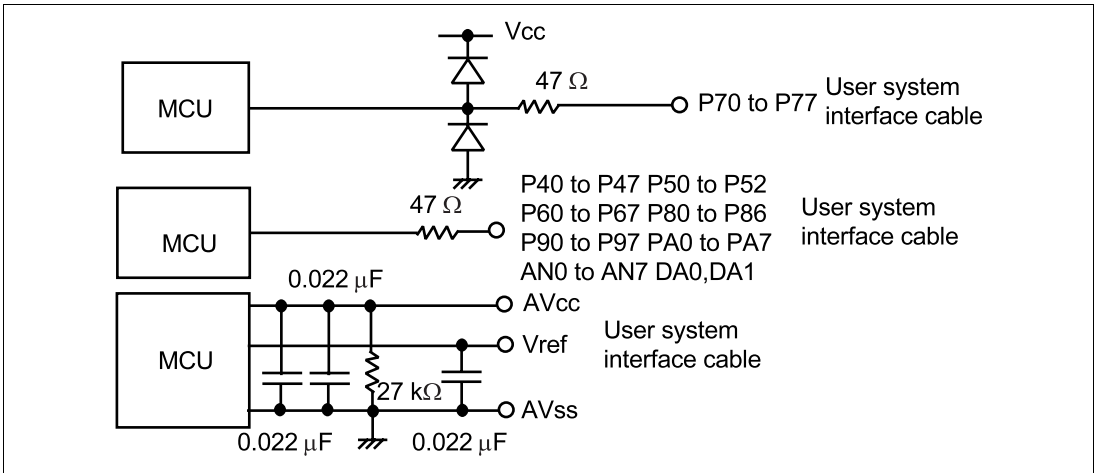 Vcc
MCU
47 Ω
P70 to P77
User system
interface cable
MCU
47 Ω
P40 to P47 P50 to P52
P60 to P67 P80 to P86
P90 to P97 PA0 to PA7
AN0 to AN7 DA0,DA1
User system
interface cable
MCU
0.022 µF
AVcc
Vref
User system
interface cable
27 kΩ
AVss
0.022 µF
0.022 µF